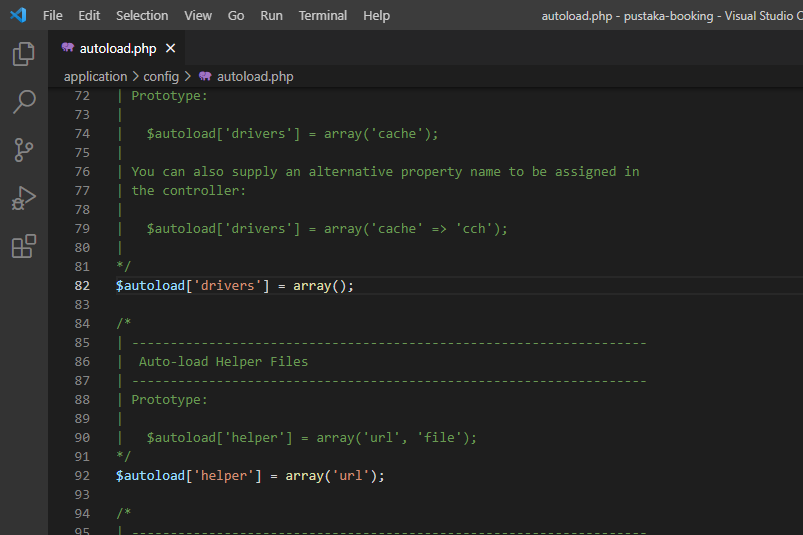 File Edit Selection View Go Run Terminal Help autoload.php - pustaka-booking - Visual Studio C
autoload.php ×
application > config > autoload.php
72 | Prototype:
73 |
74 |   $autoload['drivers'] = array('cache');
75 |
76 | You can also supply an alternative property name to be assigned in
77 | the controller:
78 |
79 |   $autoload['drivers'] = array('cache' => 'cch');
80 |
81 */
82 $autoload['drivers'] = array();
83
84 /*
85 | -------------------------------------------------------------------
86 |  Auto-load Helper Files
87 | -------------------------------------------------------------------
88 | Prototype:
89 |
90 |   $autoload['helper'] = array('url', 'file');
91 */
92 $autoload['helper'] = array('url');
93
94 /*
95 | -------------------------------------------------------------------